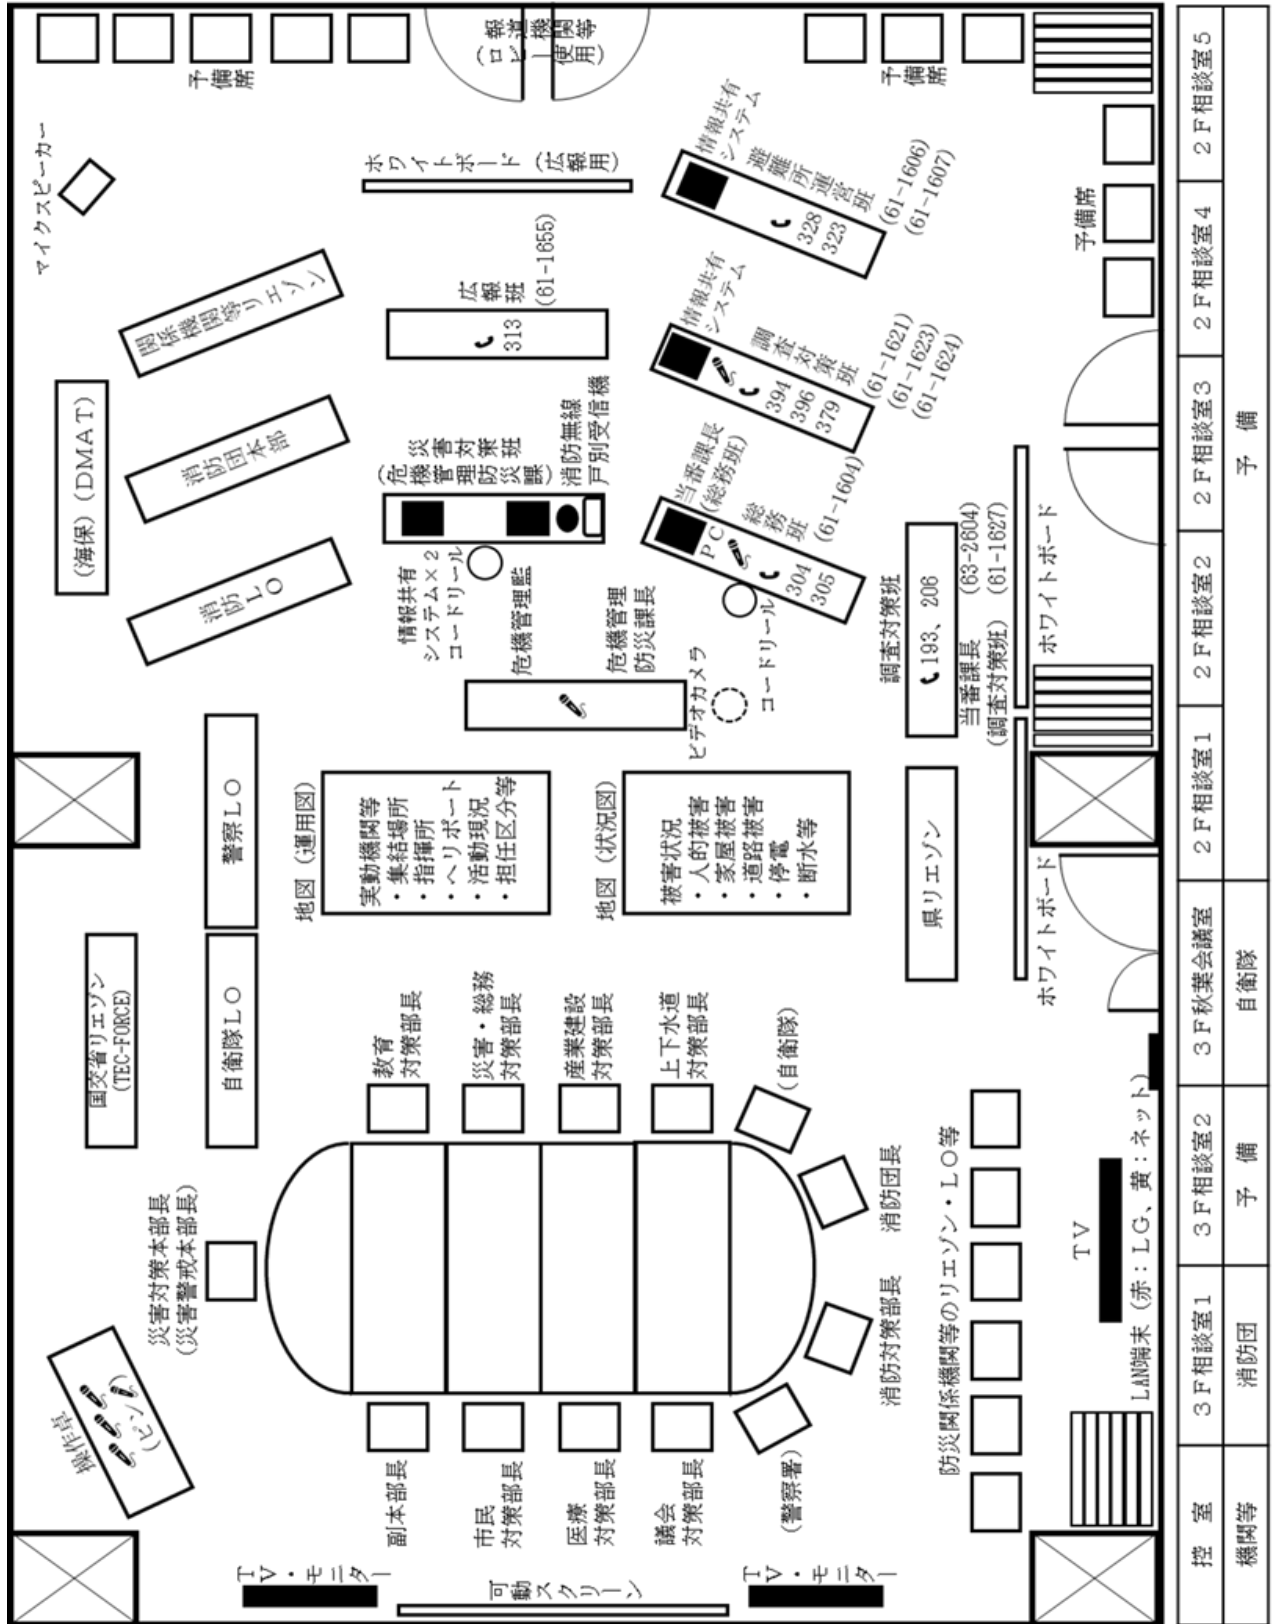 報道機関等
（ロビー使用）
予備席
予備席
マイクスピーカー
ホワイトボード（広報用）
情報共有
システム
避難所運営班
328
323
(61-1606)
(61-1607)
予備席
関係機関等リエゾン
広報班
(61-1655)
313
情報共有
システム
調査対策班
394
396
379
(61-1621)
(61-1623)
(61-1624)
（海保）（DMAT）
消防団本部
災害対策班
（危機管理防災課）
消防無線
戸別受信機
当番課長
（総務班）
ＰＣ
総務班
304
305
(61-1604)
消防ＬＯ
情報共有
システム×２
コードリール
危機管理監
危機管理
防災課長
ビデオカメラ
コードリール
調査対策班
193、206
当番課長 (63-2604)
（調査対策班）(61-1627)
ホワイトボード
警察ＬＯ
地図（運用図）
実動機関等
・集結場所
・指揮所
・ヘリポート
・活動現況
・担任区分等
地図（状況図）
被害状況
・人的被害
・家屋被害
・道路被害
・停電
・断水等
県リエゾン
ホワイトボード
国交省リエゾン
(TEC-FORCE)
自衛隊ＬＯ
教育
対策部長
災害・総務
対策部長
産業建設
対策部長
上下水道
対策部長
（自衛隊）
災害対策本部長
（災害警戒本部長）
消防団長
消防対策部長
防災関係機関等のリエゾン・ＬＯ等
ＴＶ
LAN端末（赤：ＬＧ、黄：ネット）
操作卓
（ピン）
副本部長
市民
対策部長
医療
対策部長
議会
対策部長
（警察署）
ＴＶ・モニター
可動スクリーン
ＴＶ・モニター
控　室 ３Ｆ相談室１ ３Ｆ相談室２ ３Ｆ秋葉会議室 ２Ｆ相談室１ ２Ｆ相談室２ ２Ｆ相談室３ ２Ｆ相談室４ ２Ｆ相談室５
機関等 消防団 予　備 自衛隊 予　備